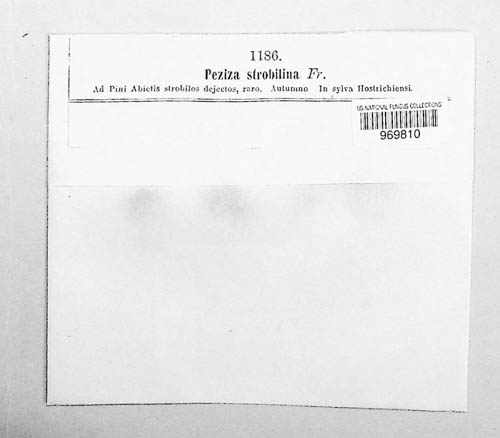 1186.
Peziza strobilina Fr.
Ad Pini Abietis strobilos dejectos, raro. Autumno In sylva Hostrichiensi.
US NATIONAL FUNGUS COLLECTIONS
969810